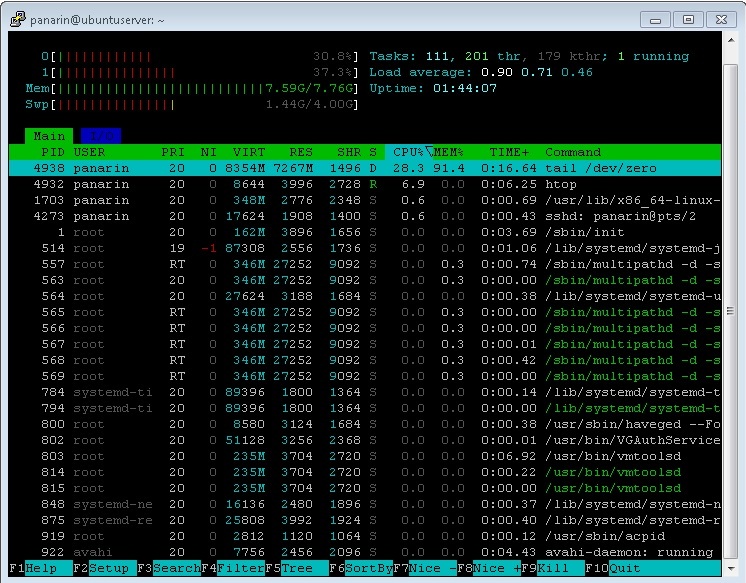 panarin@ubuntuserver: ~
0[||||||||||||| 30.8%] Tasks: 111, 201 thr, 179 kthr; 1 running
1[|||||||||||||||| 37.3%] Load average: 0.90 0.71 0.46
Mem[||||||||||||||||||||||||||||7.59G/7.76G] Uptime: 01:44:07
Swp[|||||||||||||||| 1.44G/4.00G]
Main I/O
PID USER PRI NI VIRT RES SHR S CPU%▽MEM% TIME+ Command
4938 panarin 20 0 8354M 7267M 1496 D 28.3 91.4 0:16.64 tail /dev/zero
4932 panarin 20 0 8644 3996 2728 R 6.9 0.0 0:06.25 htop
1703 panarin 20 0 348M 2776 2348 S 0.6 0.0 0:00.69 /usr/lib/x86_64-linux-
4273 panarin 20 0 17624 1908 1400 S 0.6 0.0 0:00.43 sshd: panarin@pts/2
1 root 20 0 162M 3896 1656 S 0.0 0.0 0:03.69 /sbin/init
514 root 19 -1 87308 2556 1736 S 0.0 0.0 0:01.06 /lib/systemd/systemd-j
557 root RT 0 346M 27252 9092 S 0.0 0.3 0:00.74 /sbin/multipathd -d -s
563 root 20 0 346M 27252 9092 S 0.0 0.3 0:00.00 /sbin/multipathd -d -s
564 root 20 0 27624 3188 1684 S 0.0 0.0 0:00.38 /lib/systemd/systemd-u
565 root RT 0 346M 27252 9092 S 0.0 0.3 0:00.00 /sbin/multipathd -d -s
566 root RT 0 346M 27252 9092 S 0.0 0.3 0:00.00 /sbin/multipathd -d -s
567 root RT 0 346M 27252 9092 S 0.0 0.3 0:00.01 /sbin/multipathd -d -s
568 root RT 0 346M 27252 9092 S 0.0 0.3 0:00.42 /sbin/multipathd -d -s
569 root RT 0 346M 27252 9092 S 0.0 0.3 0:00.00 /sbin/multipathd -d -s
784 systemd-ti 20 0 89396 1800 1364 S 0.0 0.0 0:00.14 /lib/systemd/systemd-t
794 systemd-ti 20 0 89396 1800 1364 S 0.0 0.0 0:00.00 /lib/systemd/systemd-t
800 root 20 0 8580 3124 1684 S 0.0 0.0 0:00.38 /usr/sbin/haveged --Fo
802 root 20 0 51128 3256 2368 S 0.0 0.0 0:00.01 /usr/bin/VGAuthService
803 root 20 0 235M 3704 2720 S 0.0 0.0 0:06.92 /usr/bin/vmtoolsd
814 root 20 0 235M 3704 2720 S 0.0 0.0 0:00.22 /usr/bin/vmtoolsd
815 root 20 0 235M 3704 2720 S 0.0 0.0 0:00.00 /usr/bin/vmtoolsd
848 systemd-ne 20 0 16136 2480 1896 S 0.0 0.0 0:00.37 /lib/systemd/systemd-n
875 systemd-re 20 0 25808 3992 1924 S 0.0 0.0 0:00.40 /lib/systemd/systemd-r
919 root 20 0 2812 1120 1064 S 0.0 0.0 0:00.12 /usr/sbin/acpid
922 avahi 20 0 7756 2456 2096 S 0.0 0.0 0:04.43 avahi-daemon: running
F1Help F2Setup F3SearchF4FilterF5Tree F6SortByF7Nice -F8Nice +F9Kill F10Quit